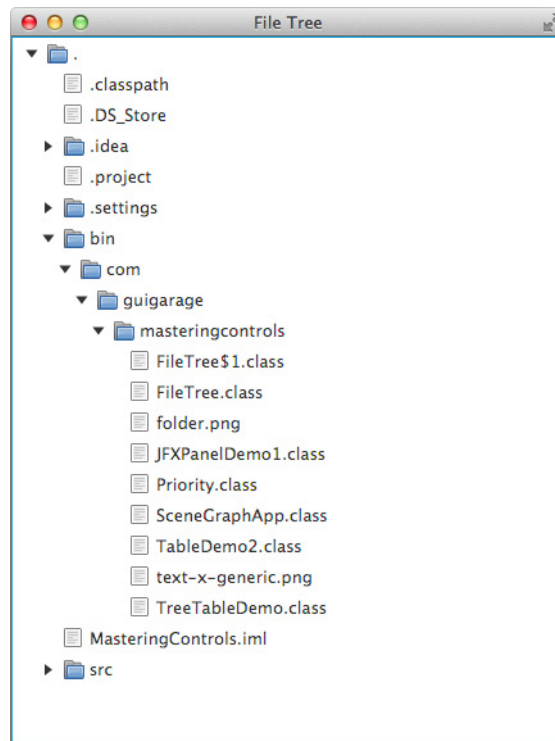 File Tree
.
.classpath
.DS_Store
.idea
.project
.settings
bin
com
guigarage
masteringcontrols
FileTree$1.class
FileTree.class
folder.png
JFXPanelDemo1.class
Priority.class
SceneGraphApp.class
TableDemo2.class
text-x-generic.png
TreeTableDemo.class
MasteringControls.iml
src